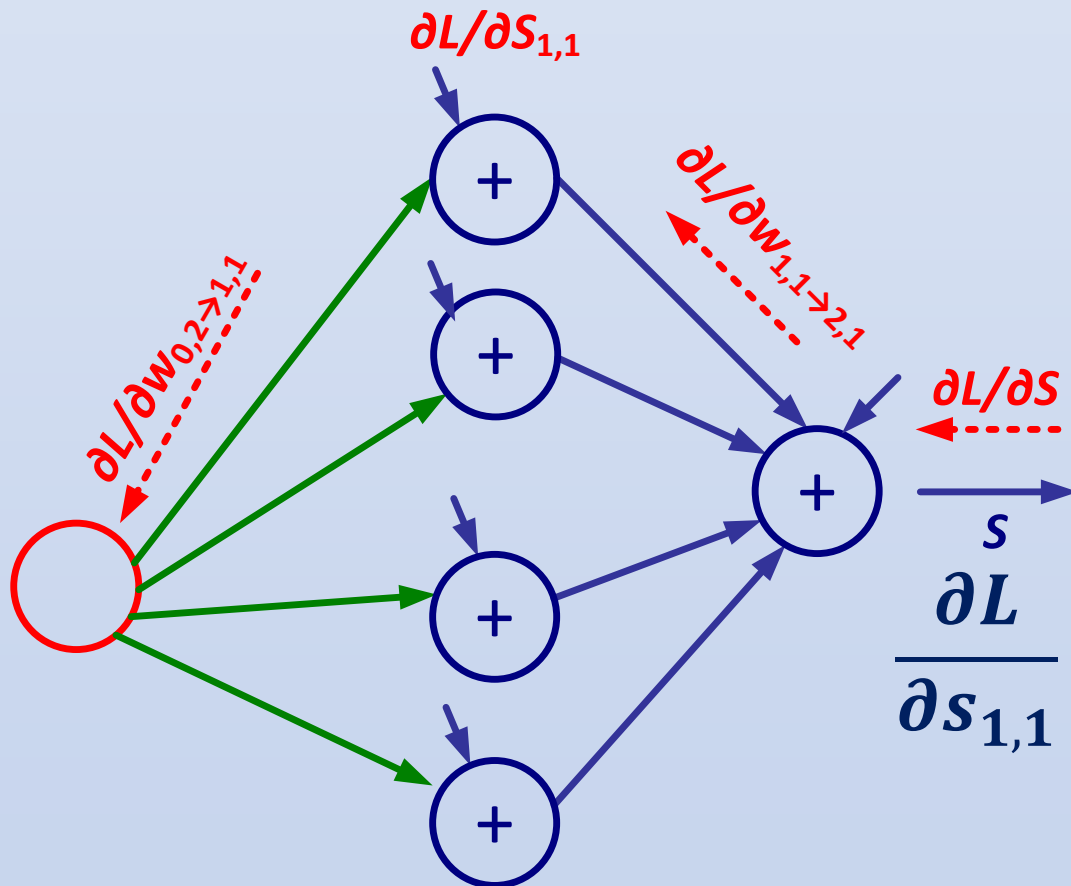 ∂L/∂S₁,₁
+
∂L/∂w₁,₁→₂,₁
∂L/∂w₀,₂→₁,₁
+
∂L/∂S
+
S
∂L
∂s₁,₁
+
+